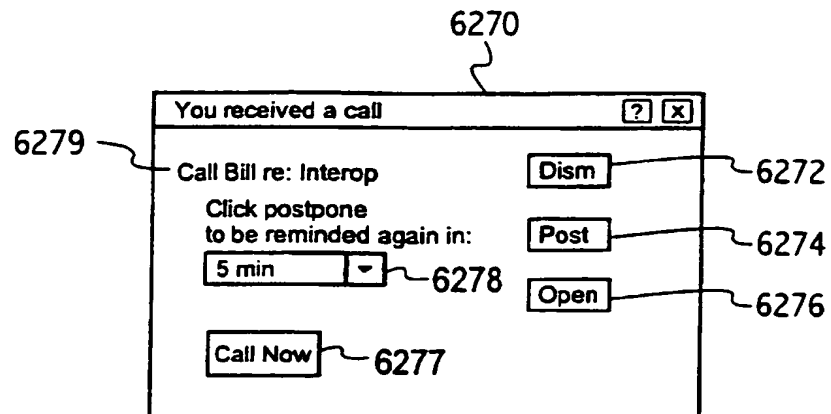 6270
You received a call ? x
6279
Call Bill re: Interop
Dism
6272
Click postpone
to be reminded again in:
Post
6274
5 min
6278
Open
6276
Call Now
6277